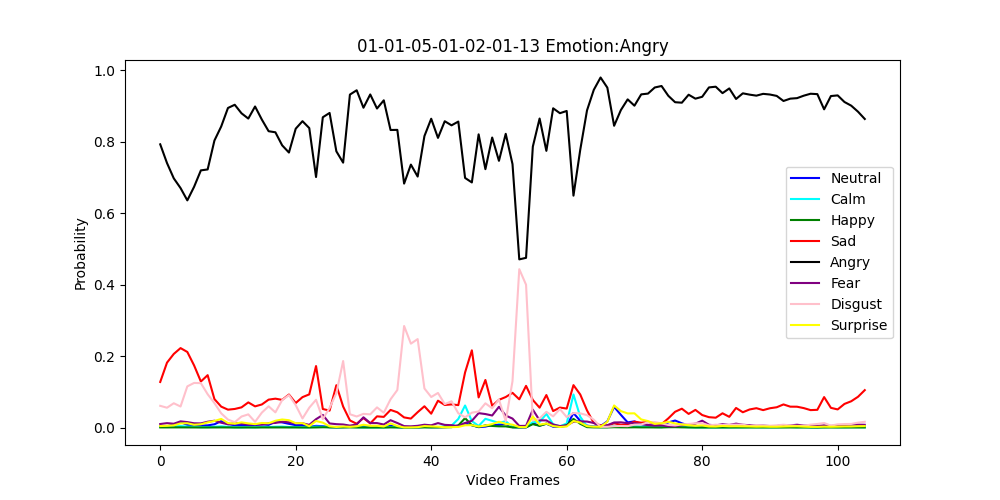 01-01-05-01-02-01-13 Emotion:Angry
1.0
0.8
0.6
0.4
0.2
0.0
Probability
0 20 40 60 80 100
Video Frames
Neutral
Calm
Happy
Sad
Angry
Fear
Disgust
Surprise